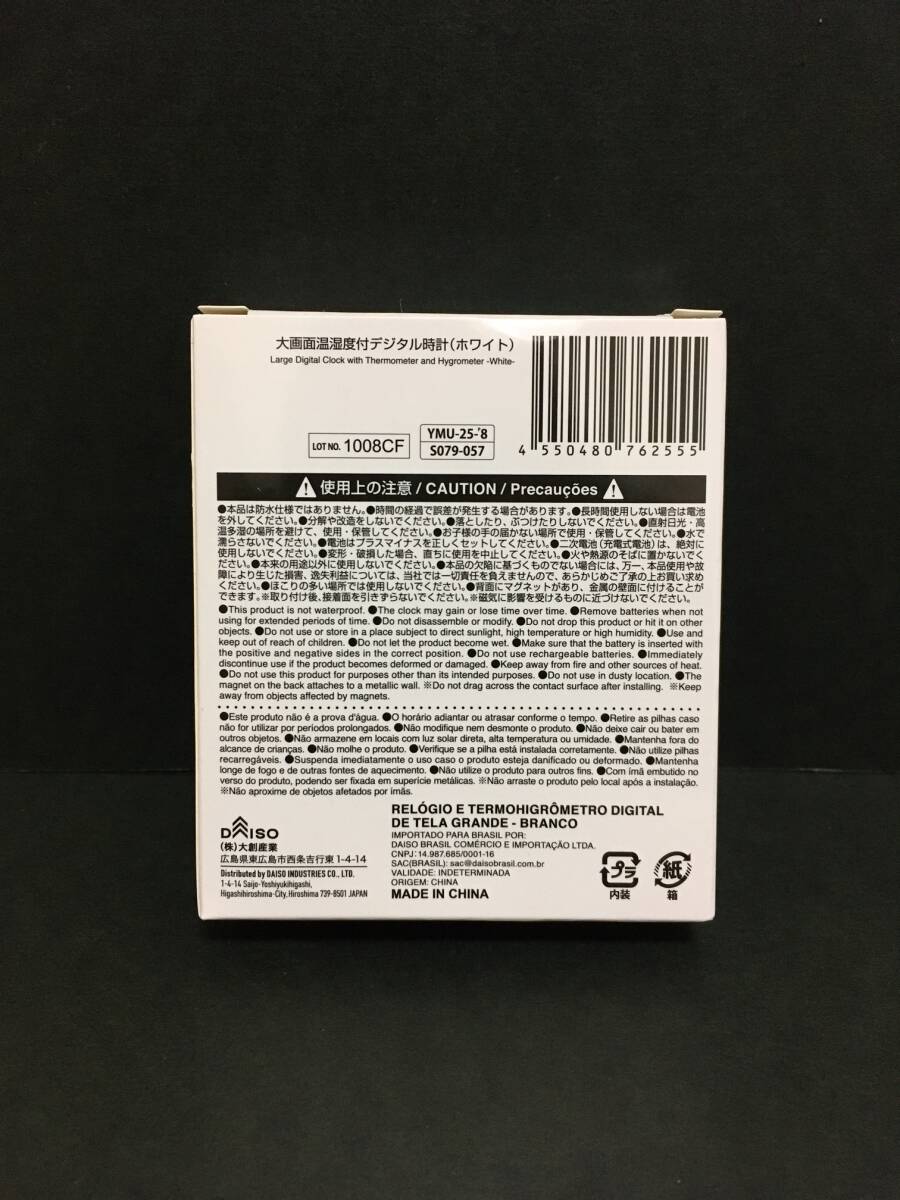 大画面温湿度付デジタル時計(ホワイト)
Large Digital Clock with Thermometer and Hygrometer -White-
LOT NO. 1008CF
YMU-25-'8
S079-057
4 550480 762555
使用上の注意 / CAUTION / Precauções
●本品は防水仕様ではありません。●時間の経過で誤差が発生する場合があります。●長時間使用しない場合は電池
を外してください。●分解や改造をしないでください。●落としたり、ぶつけたりしないでください。●直射日光・高
温多湿の場所を避けて、使用・保管してください。●お子様の手の届かない場所で使用・保管してください。●水で
濡らさないでください。●電池はプラスマイナスを正しくセットしてください。●二次電池(充電式電池)は、絶対に
使用しないでください。●変形・破損した場合、直ちに使用を中止してください。●火や熱源のそばに置かないでく
ださい。●本来の用途以外に使用しないでください。●本品の欠陥に基づくものでない場合には、万一、本品使用や故
障により生じた損害、逸失利益については、当社では一切責任を負えませんので、あらかじめご了承の上お買い求め
ください。●ほこりの多い場所では使用しないでください。●背面にマグネットがあり、金属の壁面に付けることが
できます。※取り付け後、接着面を引きずらないでください。※磁気に影響を受けるものに近づけないでください。
●This product is not waterproof. ●The clock may gain or lose time over time. ●Remove batteries when not
using for extended periods of time. ●Do not disassemble or modify. ●Do not drop this product or hit it on other
objects. ●Do not use or store in a place subject to direct sunlight, high temperature or high humidity. ●Use and
keep out of reach of children. ●Do not let the product become wet. ●Make sure that the battery is inserted with
the positive and negative sides in the correct position. ●Do not use rechargeable batteries. ●Immediately
discontinue use if the product becomes deformed or damaged. ●Keep away from fire and other sources of heat.
●Do not use this product for purposes other than its intended purposes. ●Do not use in dusty location. ●The
magnet on the back attaches to a metallic wall. ※Do not drag across the contact surface after installing. ※Keep
away from objects affected by magnets.
●Este produto não é a prova d'água. ●O horário adiantar ou atrasar conforme o tempo. ●Retire as pilhas caso
não for utilizar por períodos prolongados. ●Não modifique nem desmonte o produto. ●Não deixe cair ou bater em
outros objetos. ●Não armazene em locais com luz solar direta, alta temperatura ou umidade. ●Mantenha fora do
alcance de crianças. ●Não molhe o produto. ●Verifique se a pilha está instalada corretamente. ●Não utilize pilhas
recarregáveis. ●Suspenda imediatamente o uso caso o produto esteja danificado ou deformado. ●Mantenha
longe de fogo e de outras fontes de aquecimento. ●Não utilize o produto para outros fins. ●Com ímã embutido no
verso do produto, podendo ser fixada em superície metálicas. ※Não arraste o produto pelo local após a instalação.
※Não aproxime de objetos afetados por ímãs.
DAISO
(株)大創産業
広島県東広島市西条吉行東1-4-14
Distributed by DAISO INDUSTRIES CO., LTD.
1-4-14 Saijo-Yoshiyukihigashi,
Higashihiroshima-City, Hiroshima 739-8501 JAPAN
RELÓGIO E TERMOHIGRÔMETRO DIGITAL
DE TELA GRANDE - BRANCO
IMPORTADO PARA BRASIL POR:
DAISO BRASIL COMÉRCIO E IMPORTAÇÃO LTDA.
CNPJ: 14.987.685/0001-16
SAC(BRASIL): sac@daisobrasil.com.br
VALIDADE: INDETERMINADA
ORIGEM: CHINA
MADE IN CHINA
プラ
内装
紙
箱